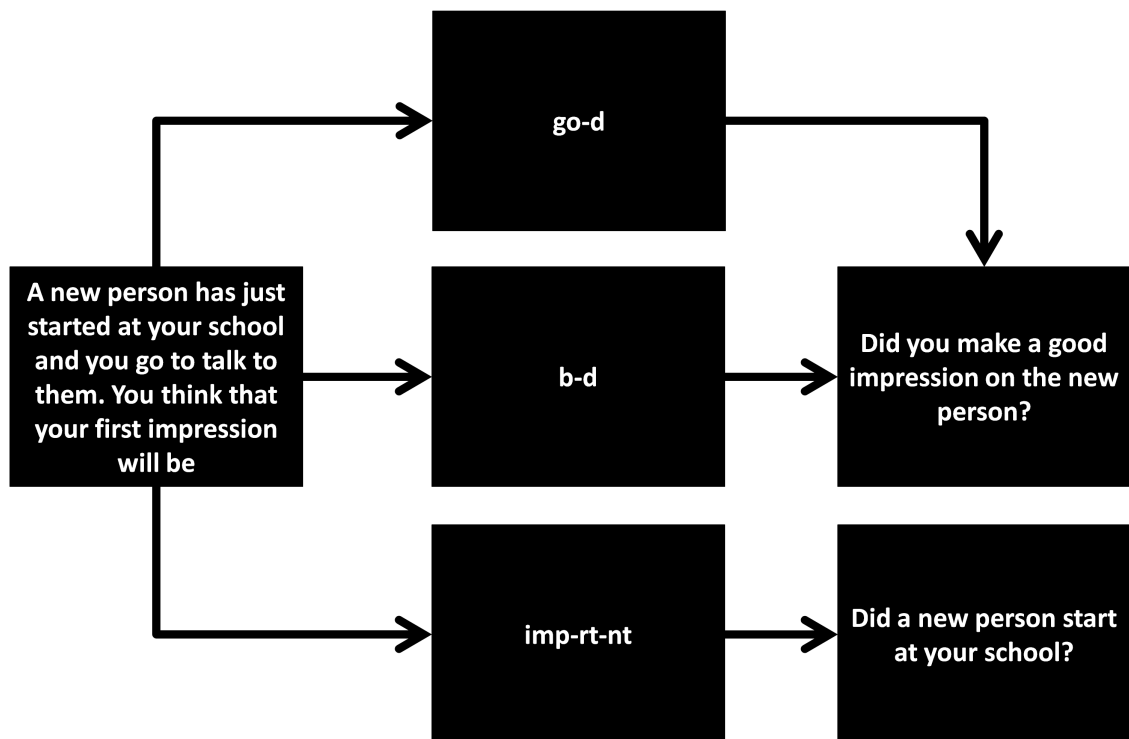 go-d
A new person has just
started at your school
and you go to talk to
them. You think that
your first impression
will be
b-d
Did you make a good
impression on the new
person?
imp-rt-nt
Did a new person start
at your school?